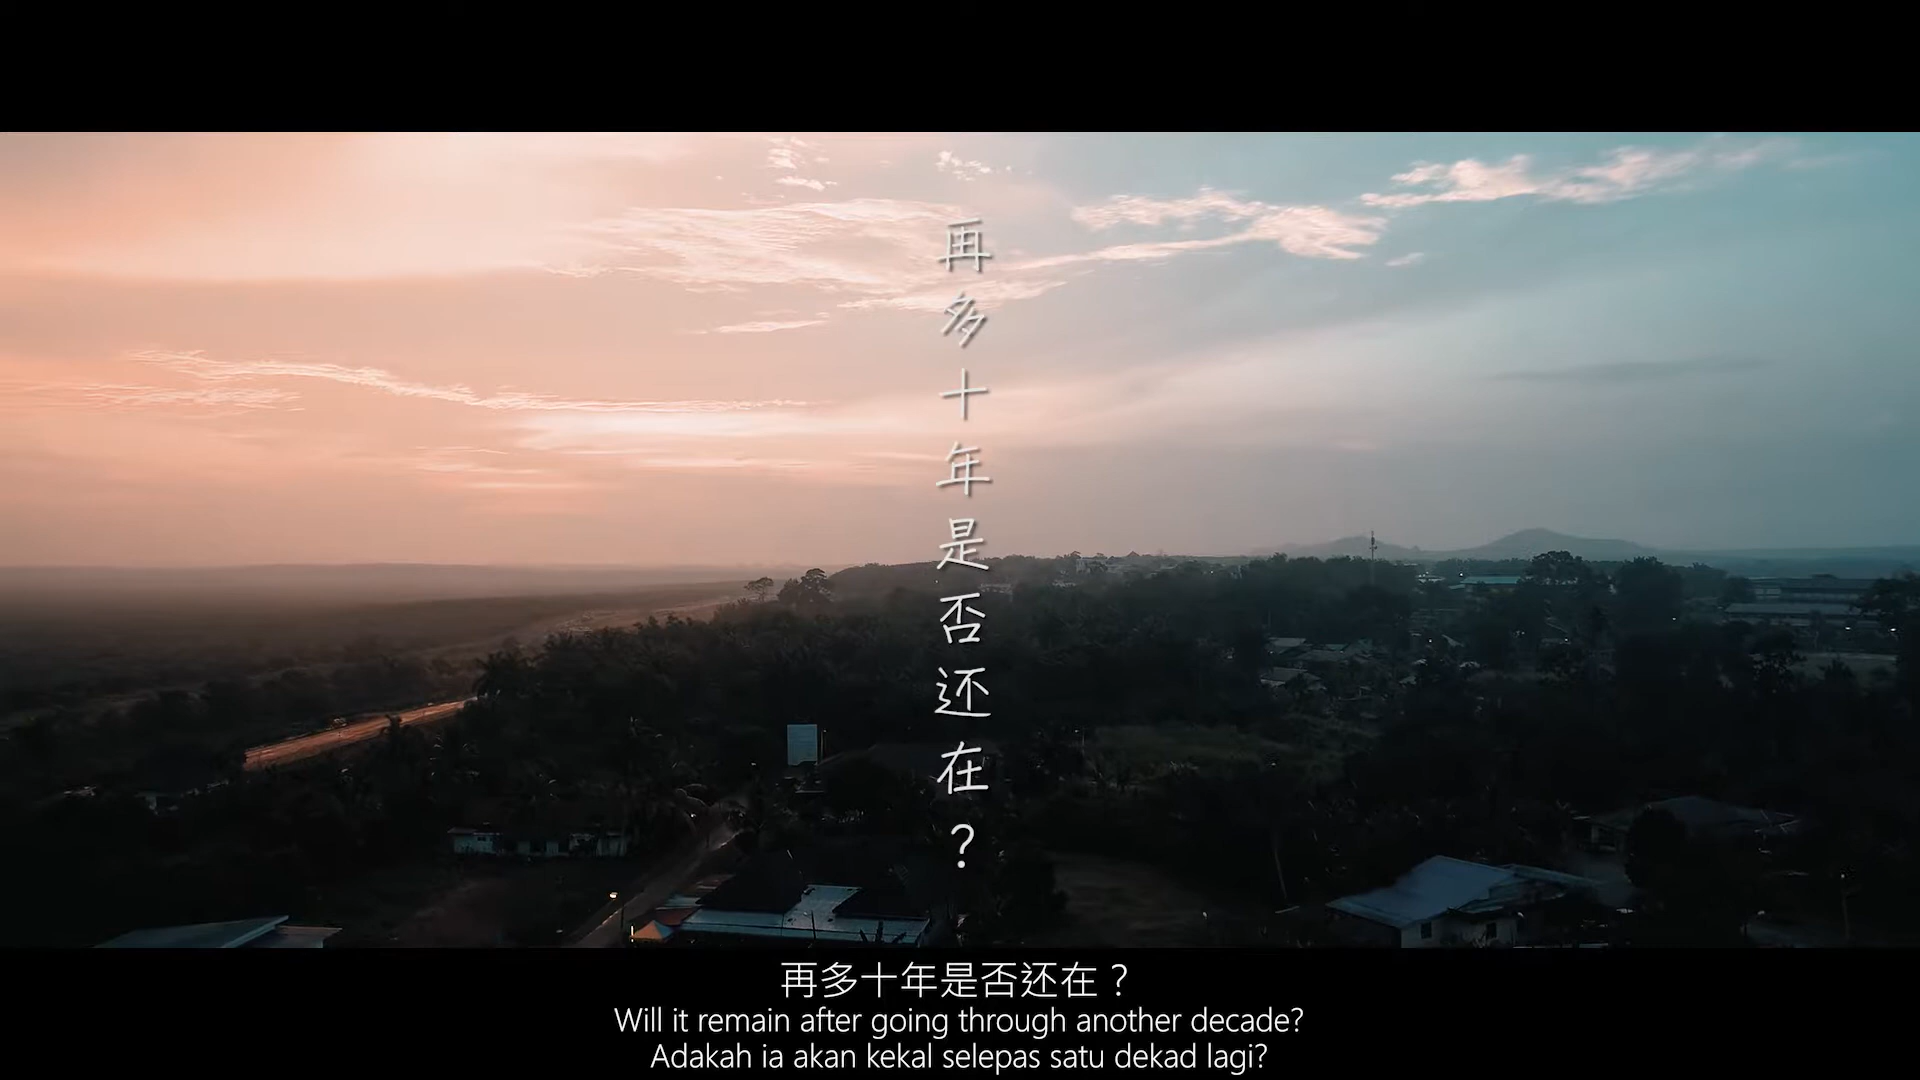 再多十年是否还在？
再多十年是否还在？
Will it remain after going through another decade?
Adakah ia akan kekal selepas satu dekad lagi?